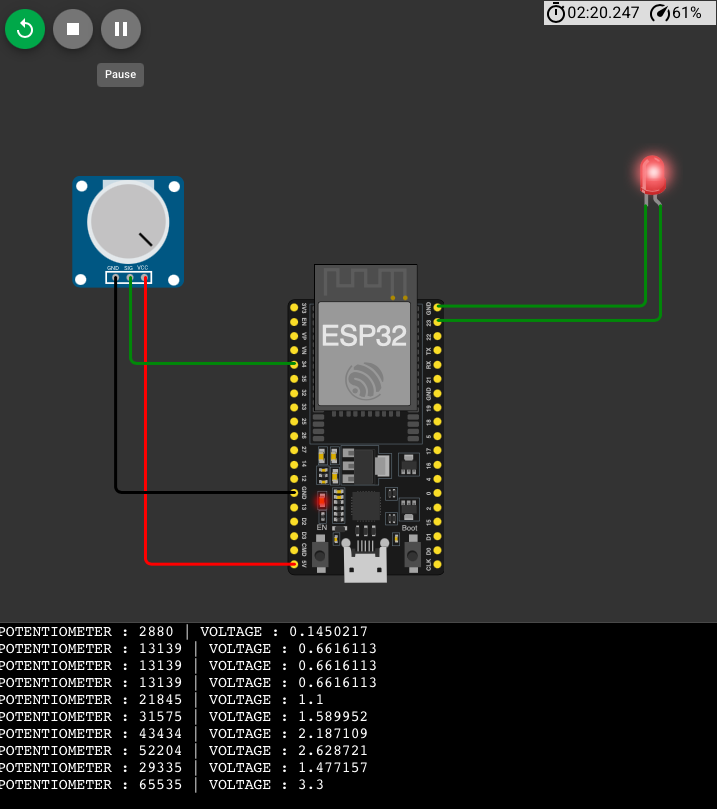 02:20.247 61%
Pause
GND SIG VCC
ESP32
3V3
EN
VP
VN
34
35
32
33
25
26
27
14
12
GND
13
D2
D3
CMD
5V
GND
23
22
TX
RX
21
GND
19
18
5
17
16
4
0
2
15
D1
D0
CLK
EN
Boot
POTENTIOMETER : 2880 | VOLTAGE : 0.1450217
POTENTIOMETER : 13139 | VOLTAGE : 0.6616113
POTENTIOMETER : 13139 | VOLTAGE : 0.6616113
POTENTIOMETER : 13139 | VOLTAGE : 0.6616113
POTENTIOMETER : 21845 | VOLTAGE : 1.1
POTENTIOMETER : 31575 | VOLTAGE : 1.589952
POTENTIOMETER : 43434 | VOLTAGE : 2.187109
POTENTIOMETER : 52204 | VOLTAGE : 2.628721
POTENTIOMETER : 29335 | VOLTAGE : 1.477157
POTENTIOMETER : 65535 | VOLTAGE : 3.3